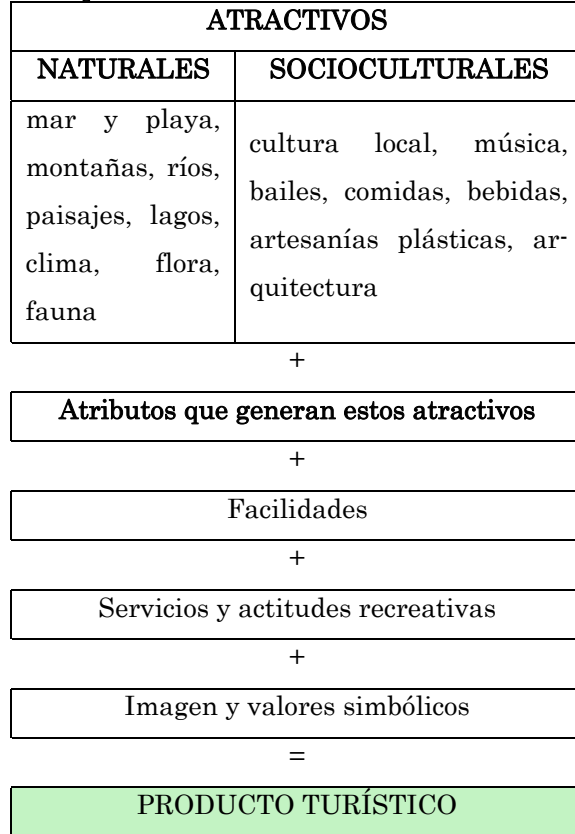 ATRACTIVOS
NATURALES
SOCIOCULTURALES
mar y playa,
montañas, ríos,
paisajes, lagos,
clima, flora,
fauna
cultura local, música,
bailes, comidas, bebidas,
artesanías plásticas, ar-
quitectura
+
Atributos que generan estos atractivos
+
Facilidades
+
Servicios y actitudes recreativas
+
Imagen y valores simbólicos
=
PRODUCTO TURÍSTICO